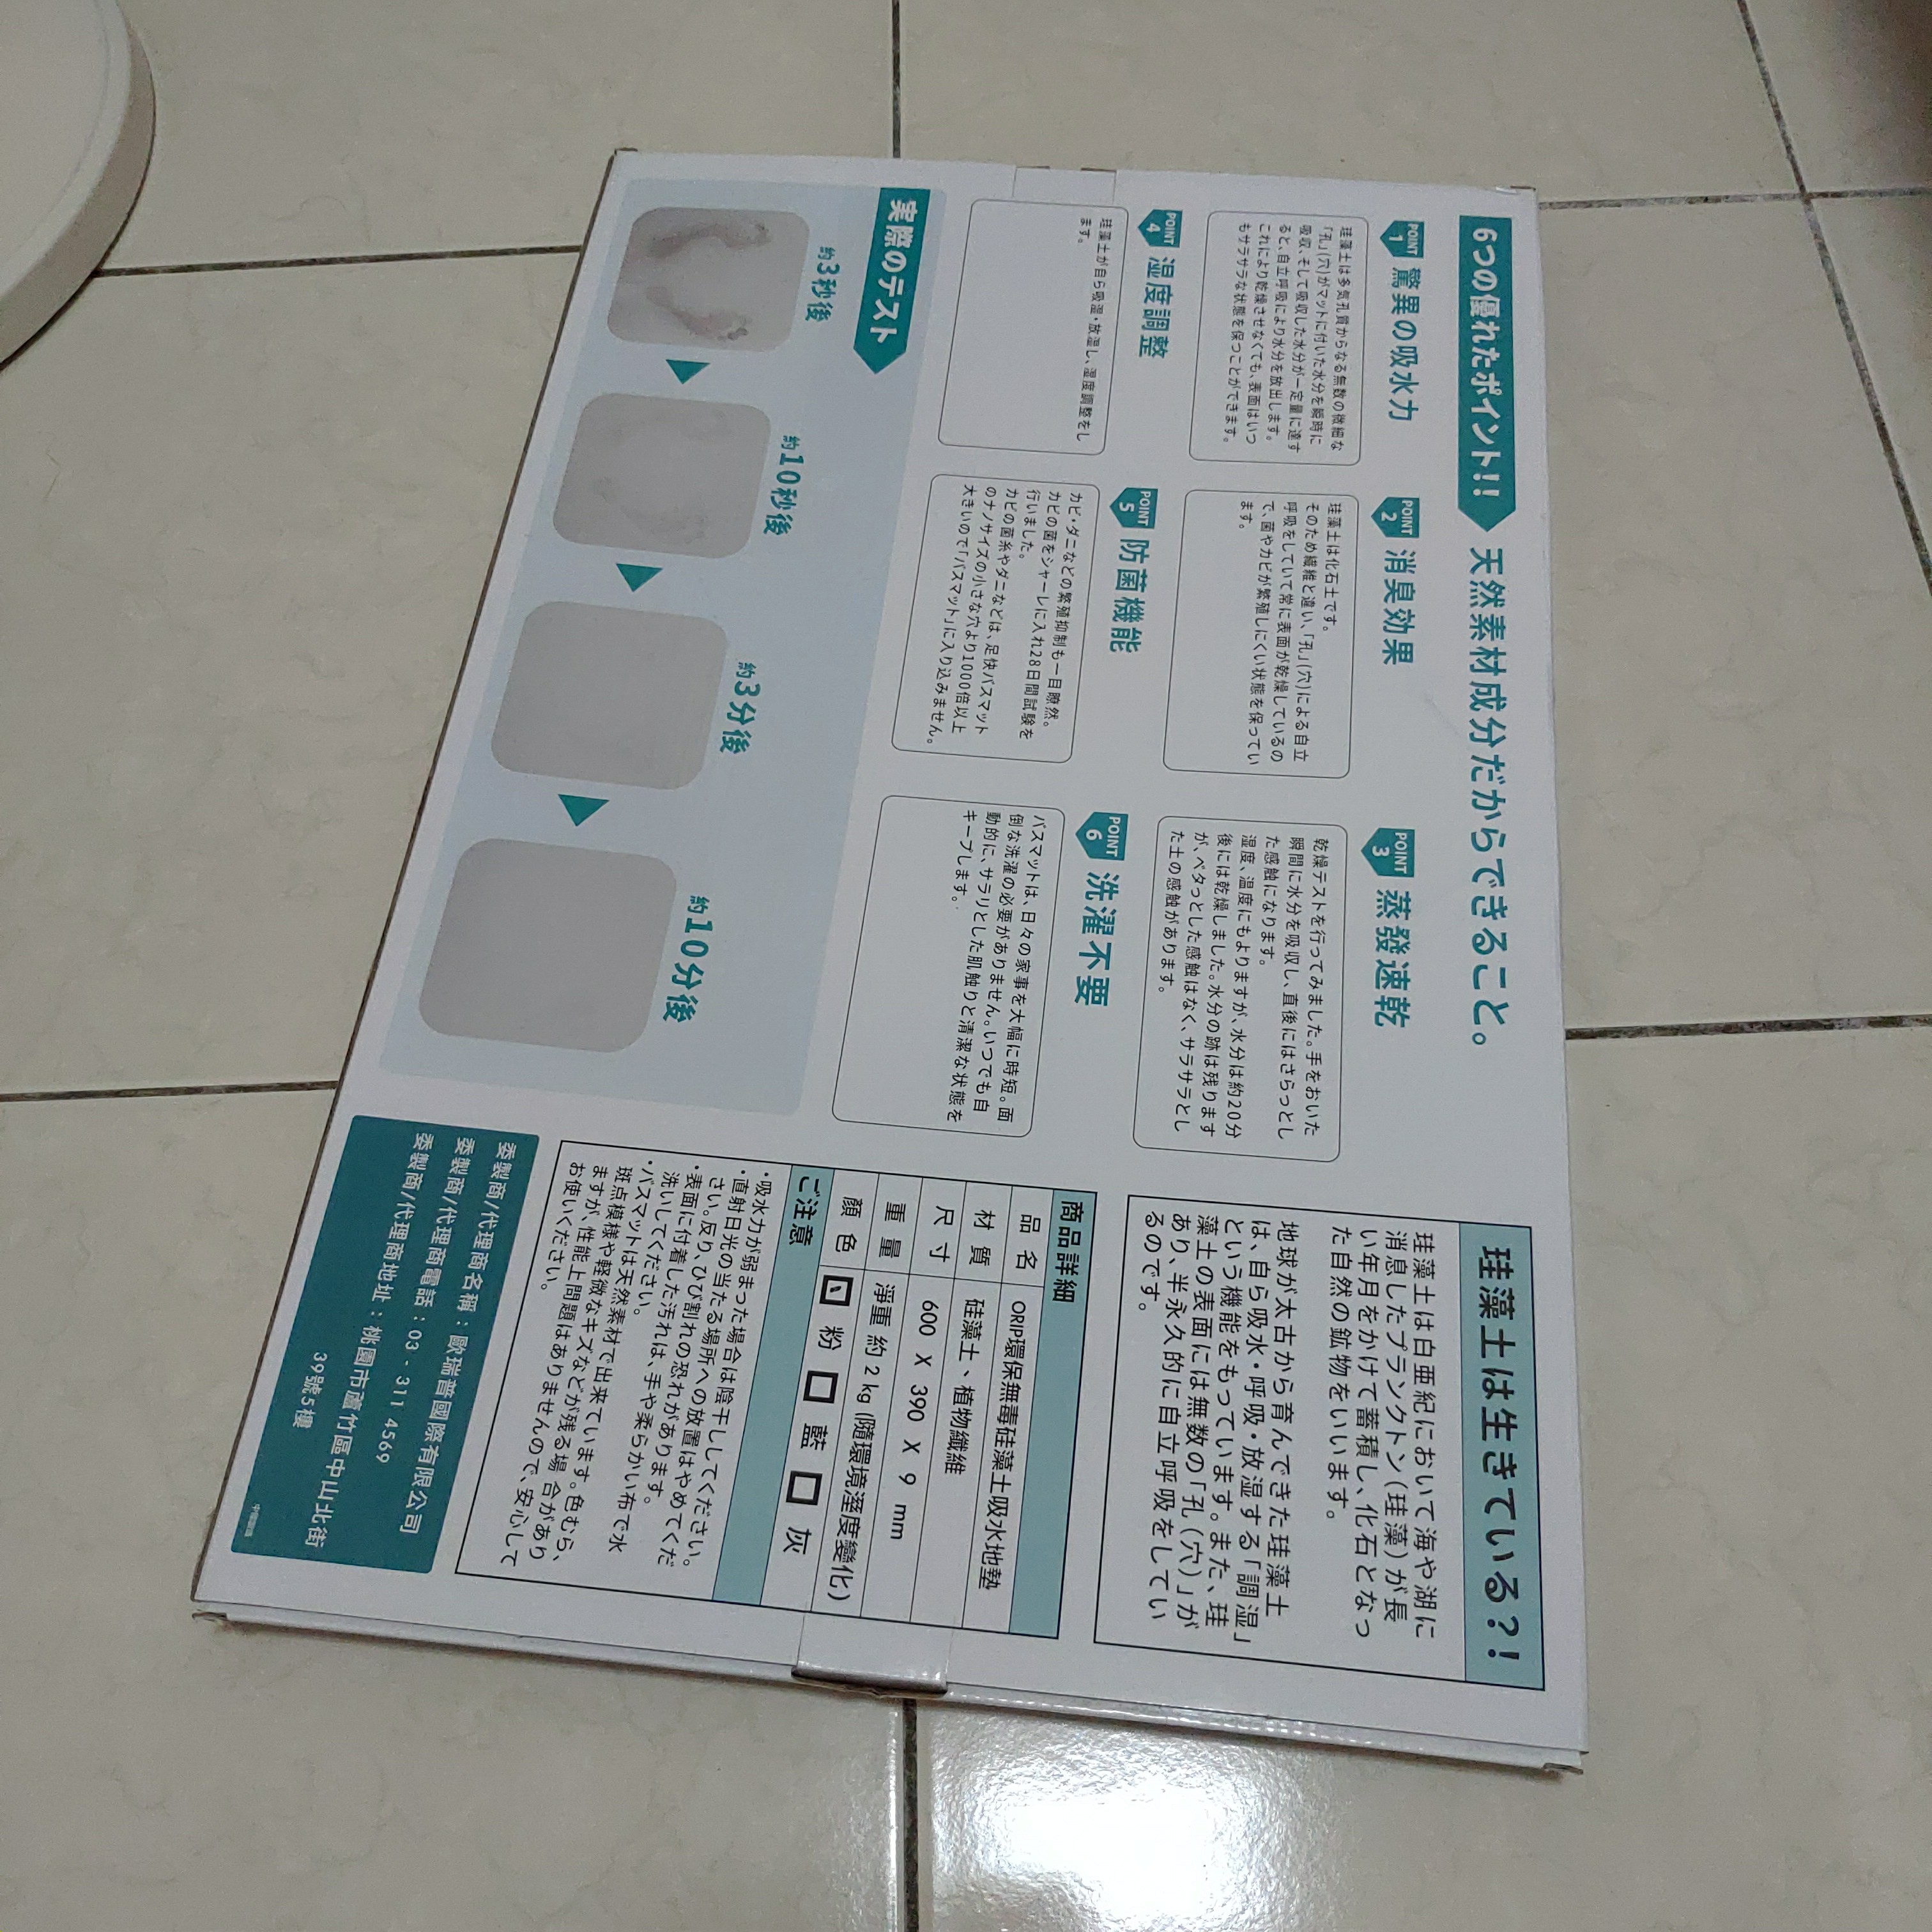 6つの優れたポイント!! 天然素材成分だからできること。
POINT 1 驚異の吸水力
珪藻土は多気孔質からなる無数の微細な
「孔」(穴)がマットに付いた水分を瞬時に
吸収、そして吸収した水分が一定量に達す
ると、自立呼吸により水分を放出します。
これにより乾燥させなくても、表面はいつ
もサラサラな状態を保つことができます。
POINT 2 消臭効果
珪藻土は化石土です。
そのため繊維と違い、「孔」(穴)による自立
呼吸をしていて常に表面が乾燥しているの
で、菌やカビが繁殖しにくい状態を保ってい
ます。
POINT 3 蒸發速乾
乾燥テストを行ってみました。手をおいた
瞬間に水分を吸収し、直後にはさらっとし
た感触になります。
湿度、温度にもよりますが、水分は約20分
後には乾燥しました。水分の跡は残ります
が、ベタっとした感触はなく、サラサラとし
た土の感触があります。
POINT 4 湿度調整
珪藻土が自ら吸湿・放湿し、湿度調整をし
ます。
POINT 5 防菌機能
カビ・ダニなどの繁殖抑制も一目瞭然。
カビの菌をシャーレに入れ28日間試験を
行いました。
カビの菌糸やダニなどは、足快バスマット
のナノサイズの小さな穴より1000倍以上
大きいので「バスマット」に入り込みません。
POINT 6 洗濯不要
バスマットは、日々の家事を大幅に時短。面
倒な洗濯の必要がありません。いつでも自
動的に、サラリとした肌触りと清潔な状態を
キープします。
実際のテスト
約3秒後
約10秒後
約3分後
約10分後
珪藻土は生きている?!
珪藻土は白亜紀において海や湖に
消息したプランクトン(珪藻)が長
い年月をかけて蓄積し、化石となっ
た自然の鉱物をいいます。
地球が太古から育んできた珪藻土
は、自ら吸水・呼吸・放湿する「調湿」
という機能をもっています。また、珪
藻土の表面には無数の「孔(穴)」が
あり、半永久的に自立呼吸をしてい
るのです。
商品詳細
品名 ORIP環保無毒硅藻土吸水地墊
材質 硅藻土、植物纖維
尺寸 600 X 390 X 9 mm
重量 淨重 約 2 kg (隨環境溼度變化)
顏色 粉 藍 灰
ご注意
・吸水力が弱まった場合は陰干ししてください。
・直射日光の当たる場所への放置はやめてくだ
さい。反り、ひび割れの恐れがあります。
・表面に付着した汚れは、手や柔らかい布で水
洗いしてください。
・バスマットは天然素材で出来ています。色むら、
斑点模様や軽微なキズなどが残る場合があり
ますが、性能上問題はありませんので、安心して
お使いください。
委製商/代理商名稱:歐瑞普國際有限公司
委製商/代理商電話:03-311 4569
委製商/代理商地址:桃園市蘆竹區中山北街
39號5樓